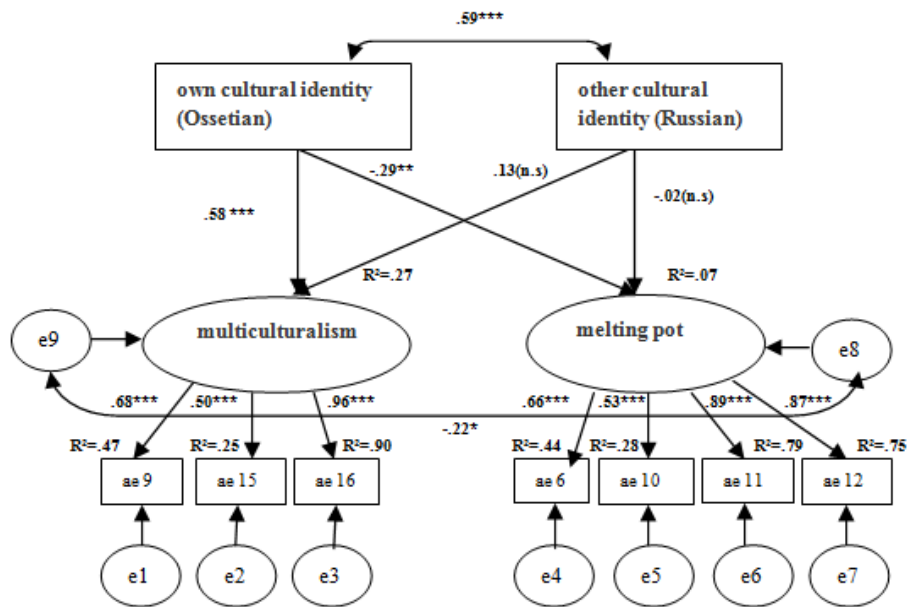 .59***
own cultural identity
(Ossetian)
other cultural
identity (Russian)
-.29**
.13(n.s)
-.02(n.s)
.58 ***
R²=.27
R²=.07
multiculturalism
melting pot
e9
e8
.68***
.50***
.96***
.66***
.53***
.89***
.87***
-.22*
R²=.47
R²=.25
R²=.90
R²=.44
R²=.28
R²=.79
R²=.75
ae 9
ae 15
ae 16
ae 6
ae 10
ae 11
ae 12
e1
e2
e3
e4
e5
e6
e7